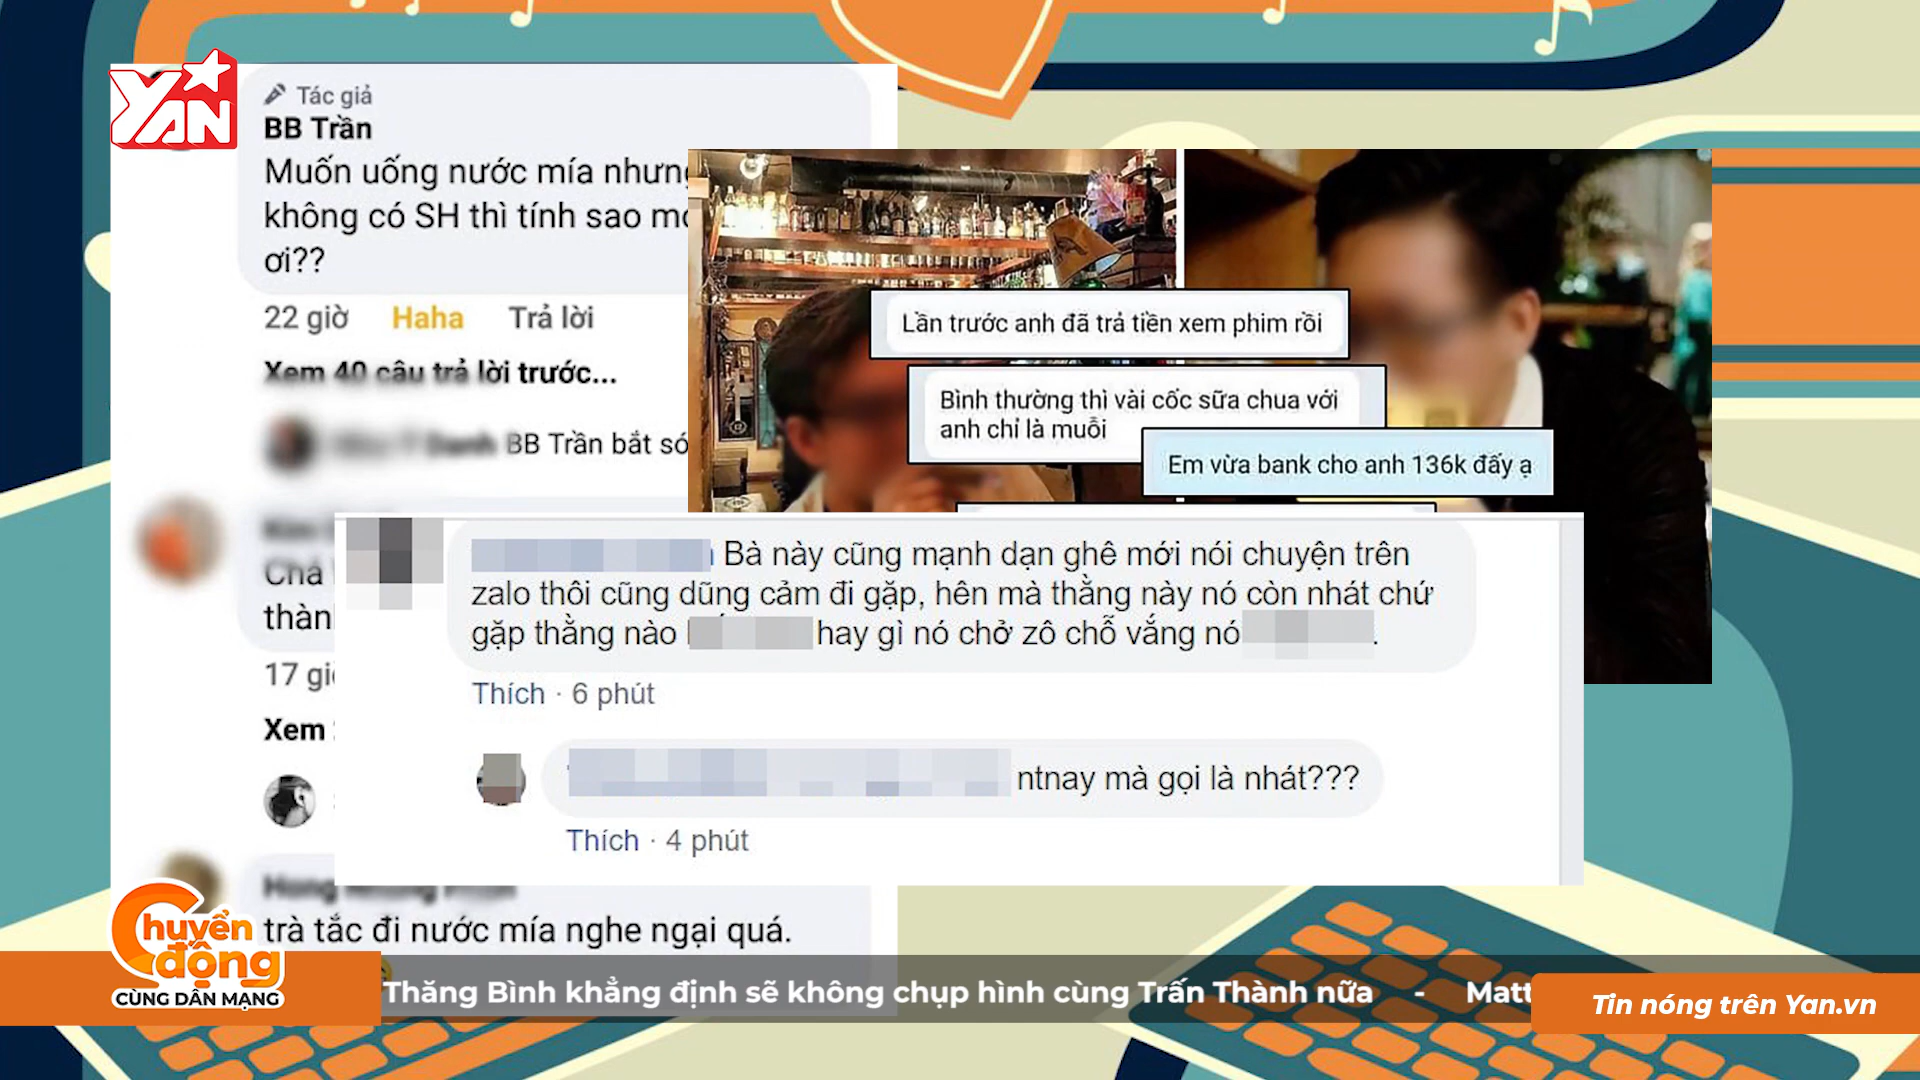 YAN
Tác giả
BB Trần
Muốn uống nước mía nhưng
không có SH thì tính sao
ơi??
22 giờ Haha Trả lời
Xem 40 câu trả lời trước...
Danh BB Trần bắt
Chá
17
Xem
trà tắc đi nước mía nghe ngại quá.
Lần trước anh đã trả tiền xem phim rồi
Bình thường thì vài cốc sữa chua với
anh chỉ là muỗi
Em vừa bank cho anh 136k đấy ạ
Bà này cũng mạnh dạn ghê mới nói chuyện trên
zalo thôi cũng dũng cảm đi gặp, hên mà thằng này nó còn nhát chứ
gặp thằng nào hay gì nó chở zô chỗ vắng nó .
Thích · 6 phút
ntnay mà gọi là nhát???
Thích · 4 phút
Chuyển
động
CÙNG DÂN MẠNG
Thăng Bình khẳng định sẽ không chụp hình cùng Trấn Thành nữa - Matt
Tin nóng trên Yan.vn